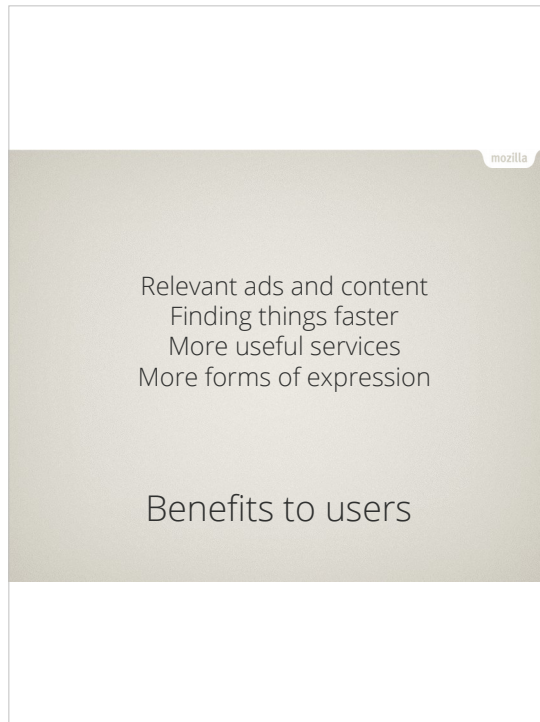 mozilla
Relevant ads and content
Finding things faster
More useful services
More forms of expression
Benefits to users